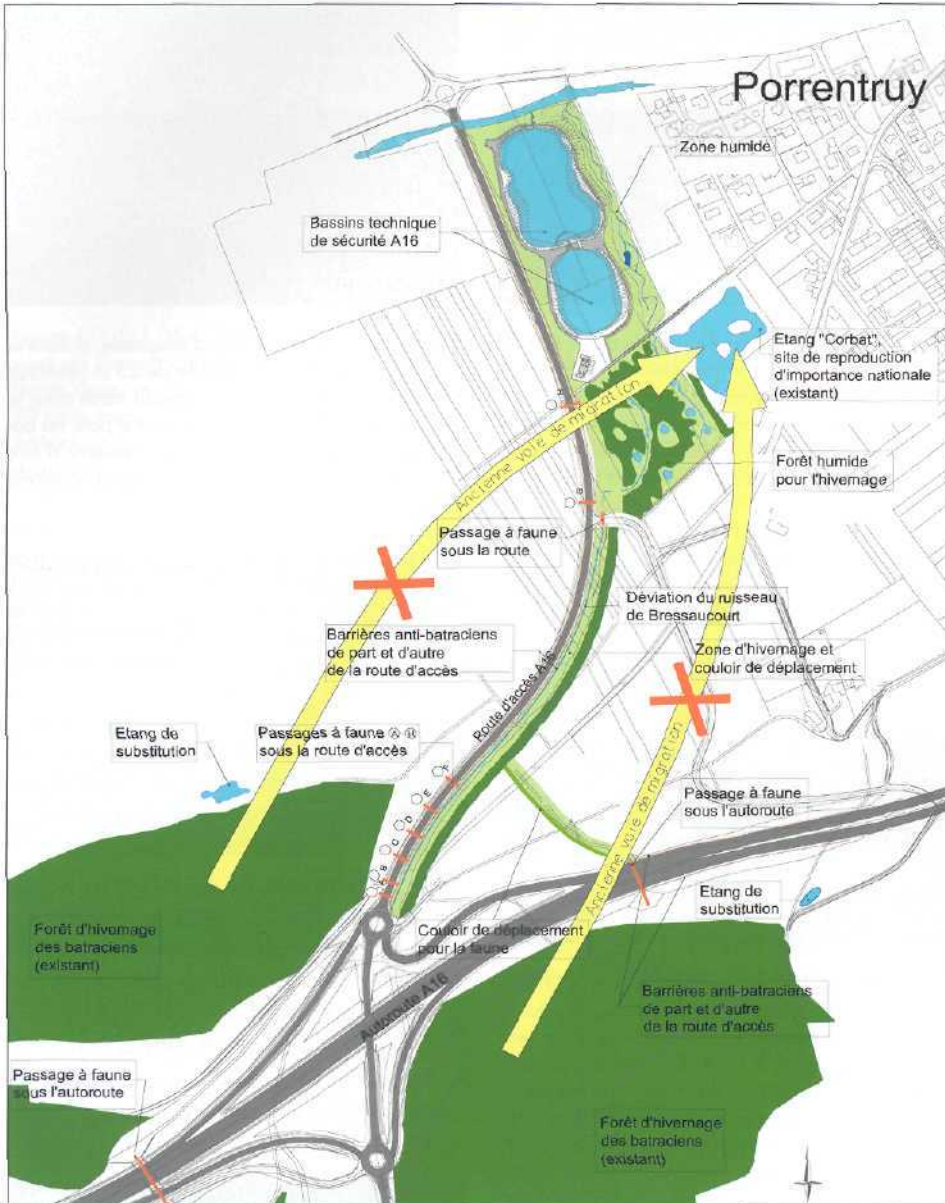 Porrentruy
Zone humide
Bassins technique
de sécurité A16
Etang "Corbat",
site de reproduction
d'importance nationale
(existant)
Ancienne voie de migration
H
Forêt humide
pour l'hivernage
G
Passage à faune
sous la route
Déviation du ruisseau
de Bressaucourt
Barrières anti-batraciens
de part et d'autre
de la route d'accès
Zone d'hivernage et
couloir de déplacement
Route d'accès A16
Etang de
substitution
Passages à faune Ⓐ Ⓗ
sous la route d'accès
F
E
D
C
B
Passage à faune
sous l'autoroute
Ancienne voie de migration
Etang de
substitution
Forêt d'hivernage
des batraciens
(existant)
Couloir de déplacement
pour la faune
Autoroute A16
Barrières anti-batraciens
de part et d'autre
de la route d'accès
Passage à faune
sous l'autoroute
Forêt d'hivernage
des batraciens
(existant)